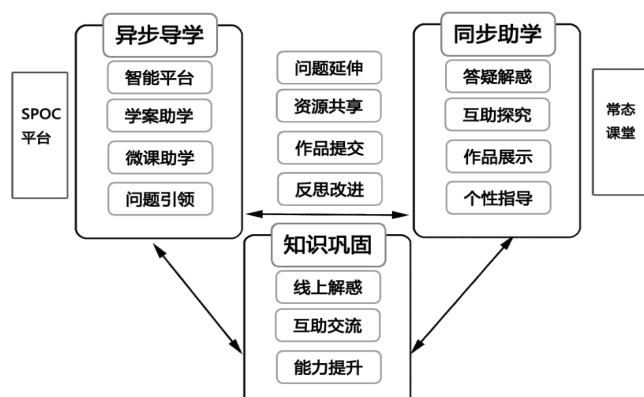 异步导学
智能平台
学案助学
微课助学
问题引领
SPOC
平台
问题延伸
资源共享
作品提交
反思改进
同步助学
答疑解惑
互助探究
作品展示
个性指导
常态
课堂
知识巩固
线上解惑
互助交流
能力提升